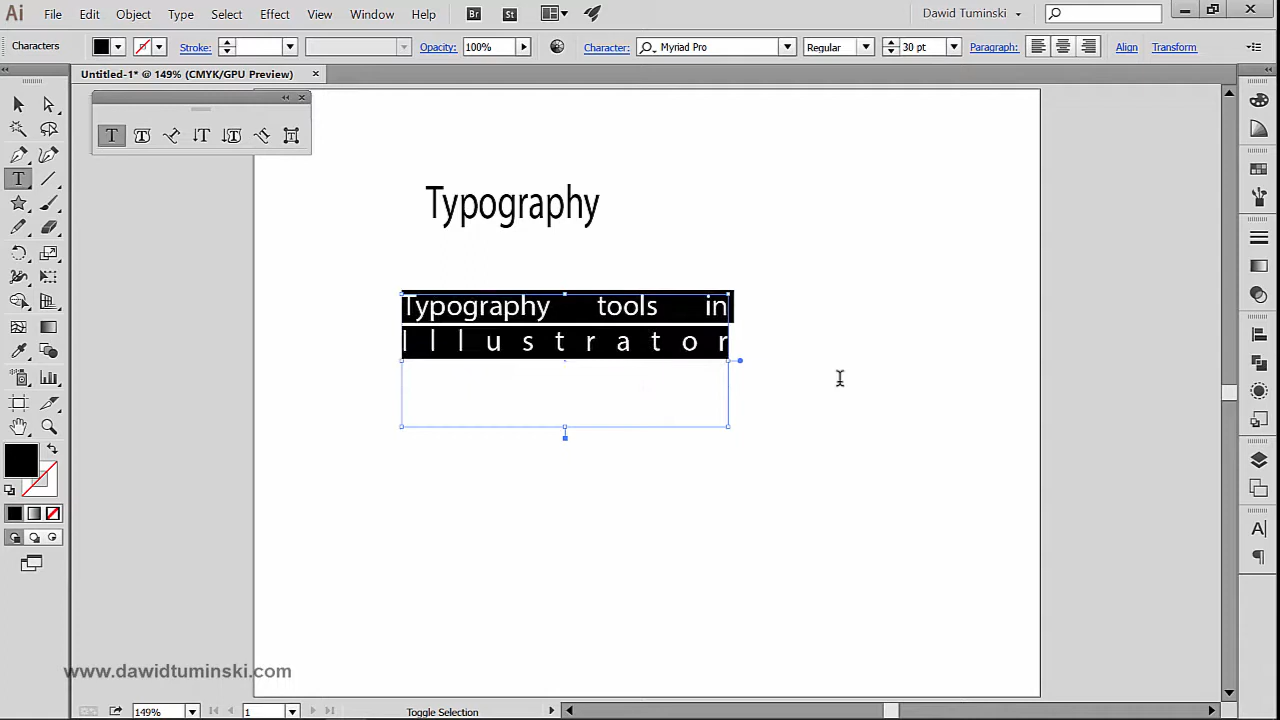 Ai File Edit Object Type Select Effect View Window Help Br St Dawid Tuminski
Characters Stroke: Opacity: 100% Character: Myriad Pro Regular 30 pt Paragraph: Align Transform
Untitled-1* @ 149% (CMYK/GPU Preview)
Typography
Typography tools in
Illustrator
www.dawidtuminski.com
149% 1 Toggle Selection